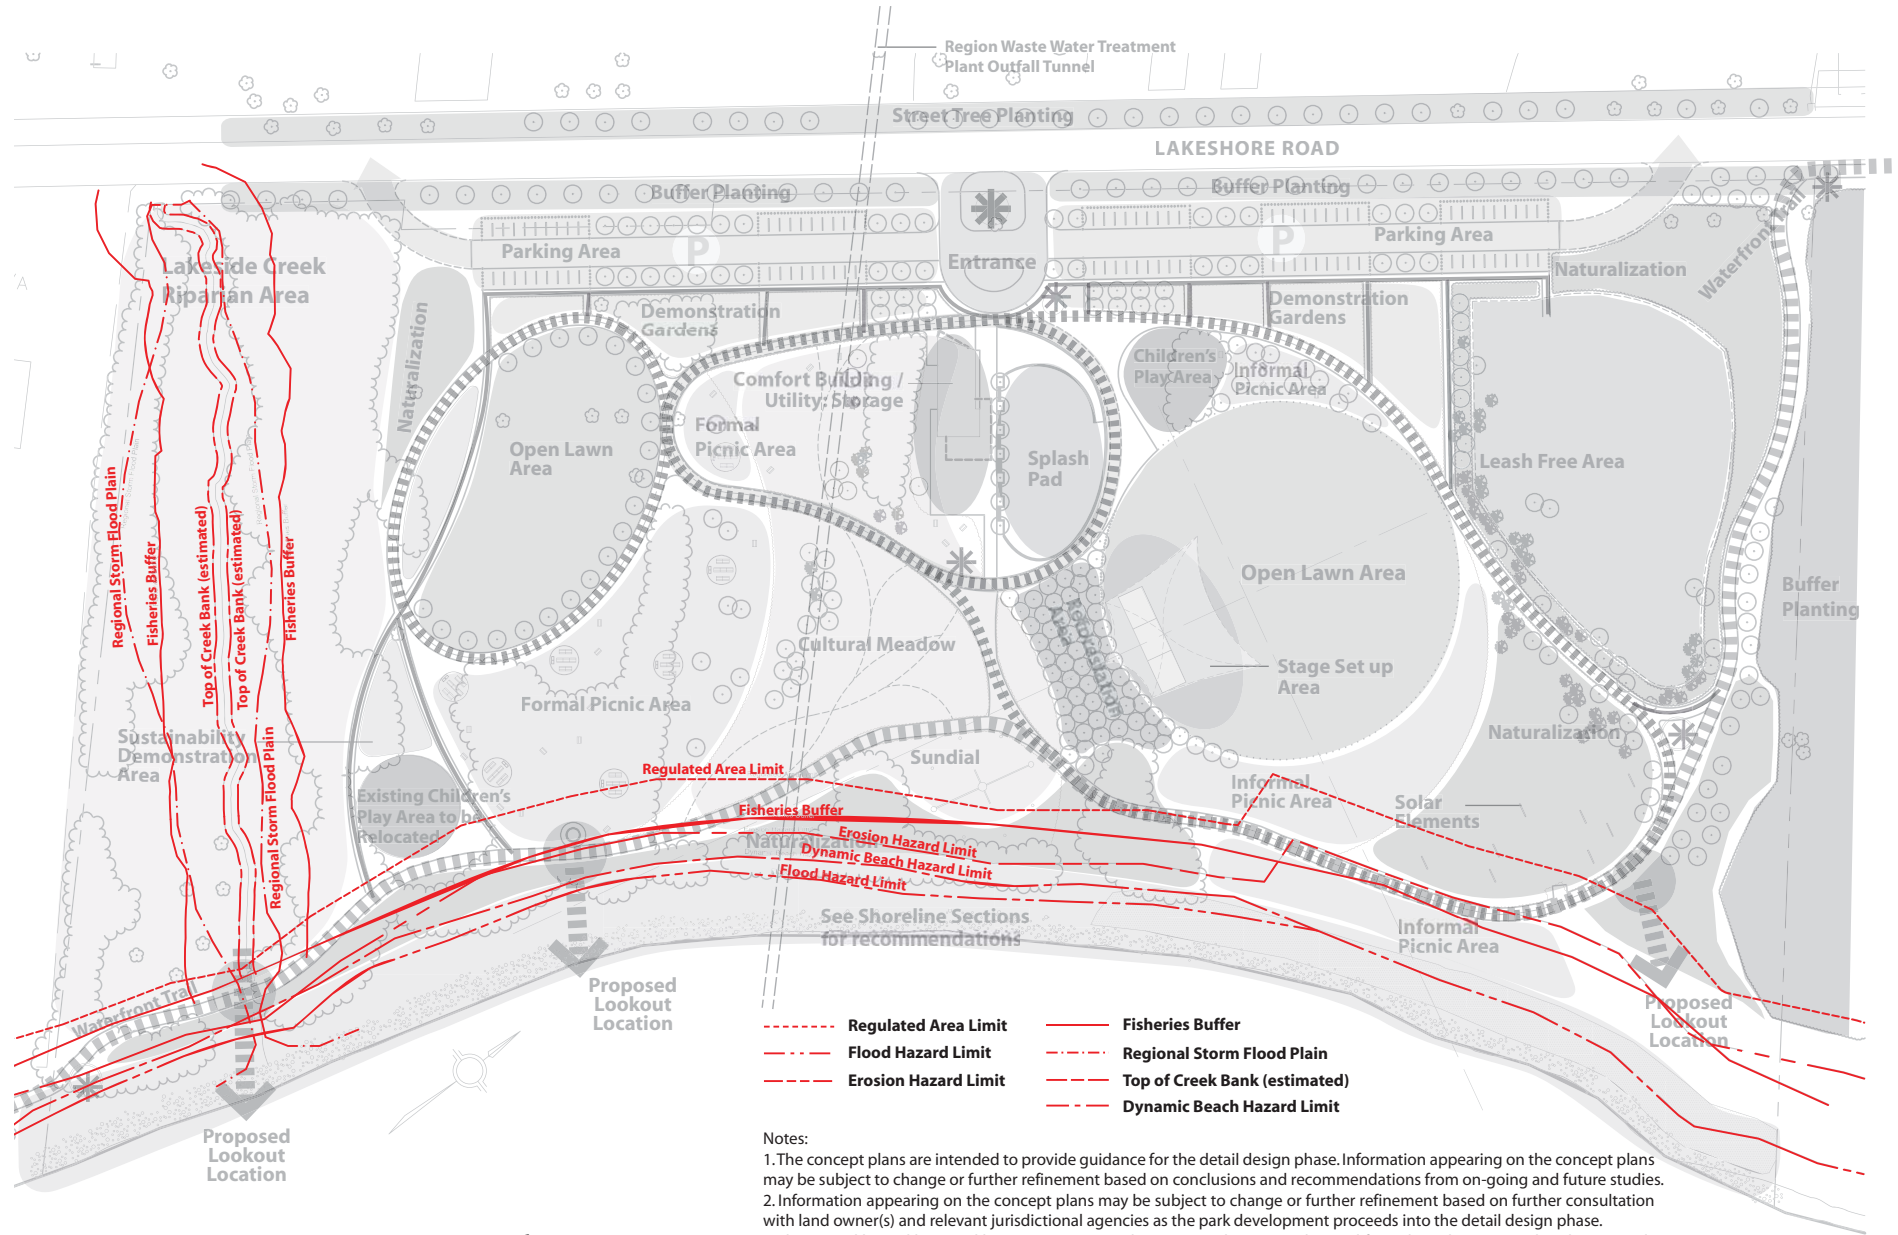 Region Waste Water Treatment
Plant Outfall Tunnel
Street Tree Planting
LAKESHORE ROAD
Buffer Planting
Buffer Planting
Waterfront Trail
Parking Area
P
Entrance
P
Parking Area
Naturalization
Lakeside Creek
Riparian Area
Naturalization
Demonstration
Gardens
Demonstration
Gardens
Comfort Building /
Utility: Storage
Children's
Play Area
Informal
Picnic Area
Formal
Picnic Area
Open Lawn
Area
Splash
Pad
Leash Free Area
Regional Storm Flood Plain
Fisheries Buffer
Top of Creek Bank (estimated)
Top of Creek Bank (estimated)
Fisheries Buffer
Regional Storm Flood Plain
Open Lawn Area
Buffer
Planting
Reforestation
Area
Cultural Meadow
Stage Set up
Area
Formal Picnic Area
Sustainability
Demonstration
Area
Naturalization
Sundial
Regulated Area Limit
Existing Children's
Play Area to be
Relocated
Informal
Picnic Area
Solar
Elements
Fisheries Buffer
Naturalization
Erosion Hazard Limit
Dynamic Beach Hazard Limit
Flood Hazard Limit
See Shoreline Sections
for recommendations
Informal
Picnic Area
Waterfront Trail
Proposed
Lookout
Location
Proposed
Lookout
Location
Proposed
Lookout
Location
Regulated Area Limit
Flood Hazard Limit
Erosion Hazard Limit
Fisheries Buffer
Regional Storm Flood Plain
Top of Creek Bank (estimated)
Dynamic Beach Hazard Limit
Notes:
1. The concept plans are intended to provide guidance for the detail design phase. Information appearing on the concept plans
may be subject to change or further refinement based on conclusions and recommendations from on-going and future studies.
2. Information appearing on the concept plans may be subject to change or further refinement based on further consultation
with land owner(s) and relevant jurisdictional agencies as the park development proceeds into the detail design phase.